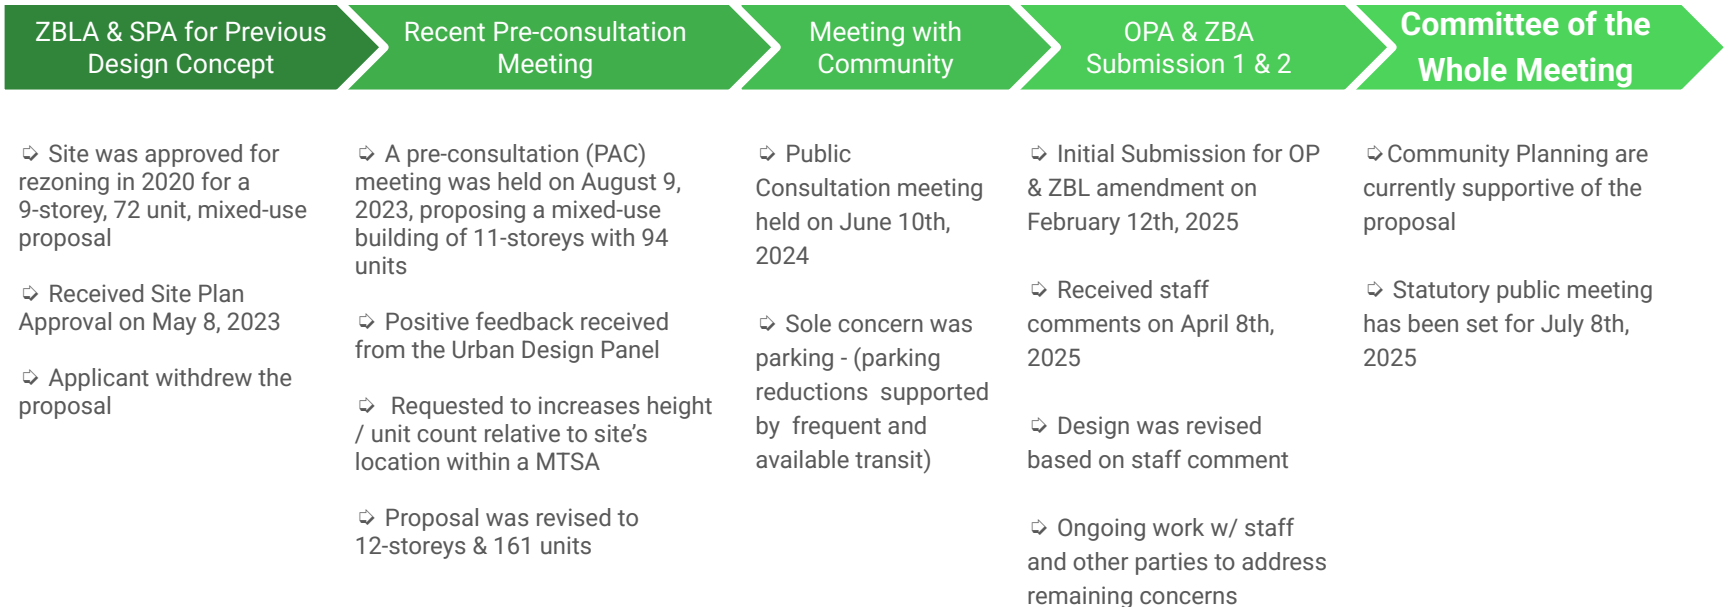 ZBLA & SPA for Previous
Design Concept
Recent Pre-consultation
Meeting
Meeting with
Community
OPA & ZBA
Submission 1 & 2
Committee of the
Whole Meeting
➭ Site was approved for
rezoning in 2020 for a
9-storey, 72 unit, mixed-use
proposal
➭ Received Site Plan
Approval on May 8, 2023
➭ Applicant withdrew the
proposal
➭ A pre-consultation (PAC)
meeting was held on August 9,
2023, proposing a mixed-use
building of 11-storeys with 94
units
➭ Positive feedback received
from the Urban Design Panel
➭ Requested to increases height
/ unit count relative to site’s
location within a MTSA
➭ Proposal was revised to
12-storeys & 161 units
➭ Public
Consultation meeting
held on June 10th,
2024
➭ Sole concern was
parking - (parking
reductions supported
by frequent and
available transit)
➭ Initial Submission for OP
& ZBL amendment on
February 12th, 2025
➭ Received staff
comments on April 8th,
2025
➭ Design was revised
based on staff comment
➭ Ongoing work w/ staff
and other parties to address
remaining concerns
➭Community Planning are
currently supportive of the
proposal
➭ Statutory public meeting
has been set for July 8th,
2025